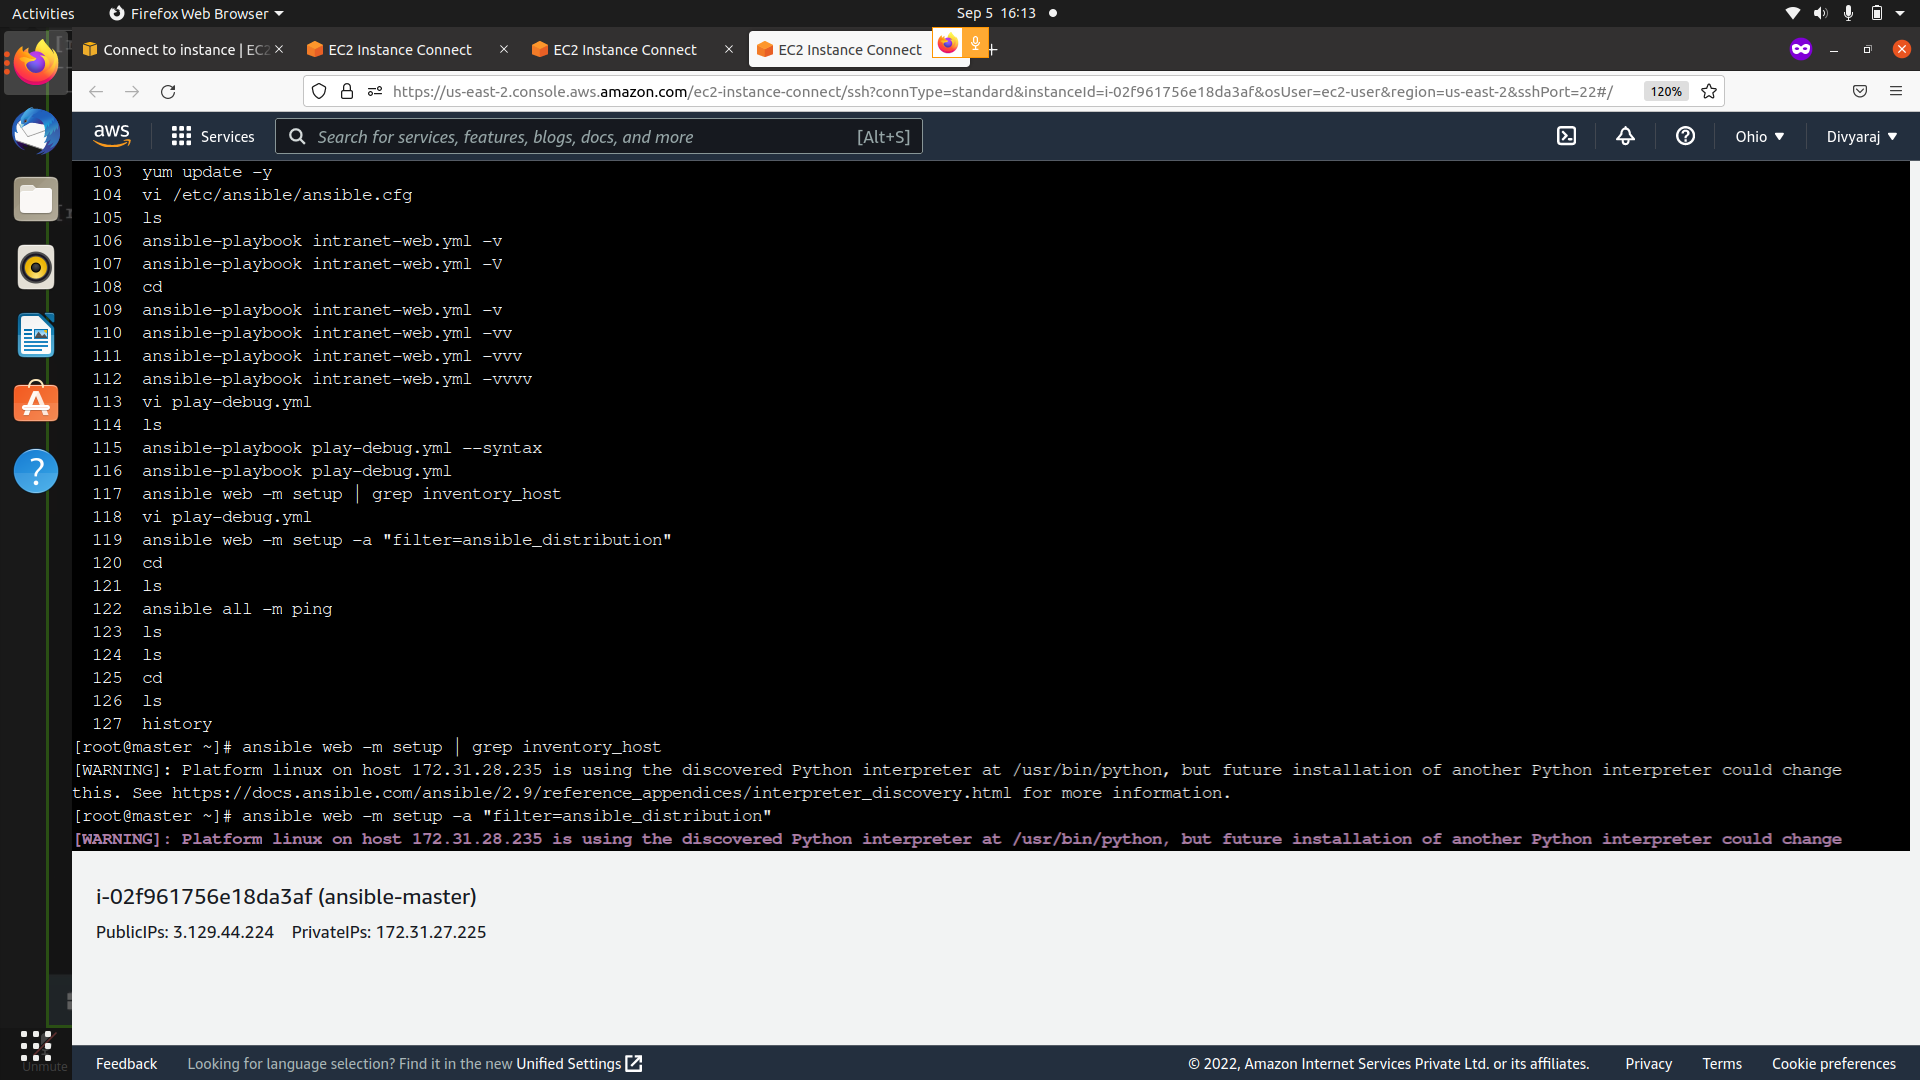 Activities
Firefox Web Browser
Sep 5 16:13
Connect to instance | EC2
EC2 Instance Connect
EC2 Instance Connect
EC2 Instance Connect
https://us-east-2.console.aws.amazon.com/ec2-instance-connect/ssh?connType=standard&instanceId=i-02f961756e18da3af&osUser=ec2-user&region=us-east-2&sshPort=22#/
120%
aws
Services
Search for services, features, blogs, docs, and more
[Alt+S]
Ohio
Divyaraj
103 yum update -y
104 vi /etc/ansible/ansible.cfg
105 ls
106 ansible-playbook intranet-web.yml -v
107 ansible-playbook intranet-web.yml -V
108 cd
109 ansible-playbook intranet-web.yml -v
110 ansible-playbook intranet-web.yml -vv
111 ansible-playbook intranet-web.yml -vvv
112 ansible-playbook intranet-web.yml -vvvv
113 vi play-debug.yml
114 ls
115 ansible-playbook play-debug.yml --syntax
116 ansible-playbook play-debug.yml
117 ansible web -m setup | grep inventory_host
118 vi play-debug.yml
119 ansible web -m setup -a "filter=ansible_distribution"
120 cd
121 ls
122 ansible all -m ping
123 ls
124 ls
125 cd
126 ls
127 history
[root@master ~]# ansible web -m setup | grep inventory_host
[WARNING]: Platform linux on host 172.31.28.235 is using the discovered Python interpreter at /usr/bin/python, but future installation of another Python interpreter could change
this. See https://docs.ansible.com/ansible/2.9/reference_appendices/interpreter_discovery.html for more information.
[root@master ~]# ansible web -m setup -a "filter=ansible_distribution"
[WARNING]: Platform linux on host 172.31.28.235 is using the discovered Python interpreter at /usr/bin/python, but future installation of another Python interpreter could change
i-02f961756e18da3af (ansible-master)
PublicIPs: 3.129.44.224 PrivateIPs: 172.31.27.225
Unmute
Feedback
Looking for language selection? Find it in the new Unified Settings
© 2022, Amazon Internet Services Private Ltd. or its affiliates.
Privacy
Terms
Cookie preferences